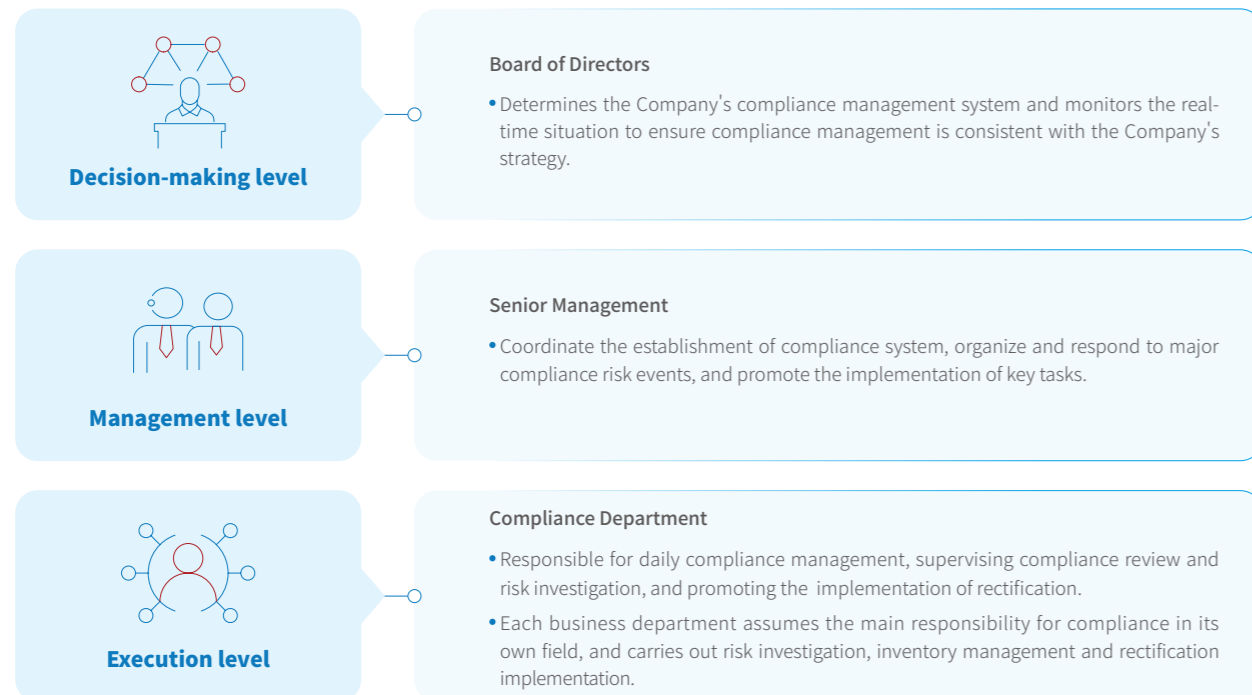 Decision-making level
Board of Directors
• Determines the Company's compliance management system and monitors the real-
time situation to ensure compliance management is consistent with the Company's
strategy.
Management level
Senior Management
• Coordinate the establishment of compliance system, organize and respond to major
compliance risk events, and promote the implementation of key tasks.
Execution level
Compliance Department
• Responsible for daily compliance management, supervising compliance review and
risk investigation, and promoting the implementation of rectification.
• Each business department assumes the main responsibility for compliance in its
own field, and carries out risk investigation, inventory management and rectification
implementation.